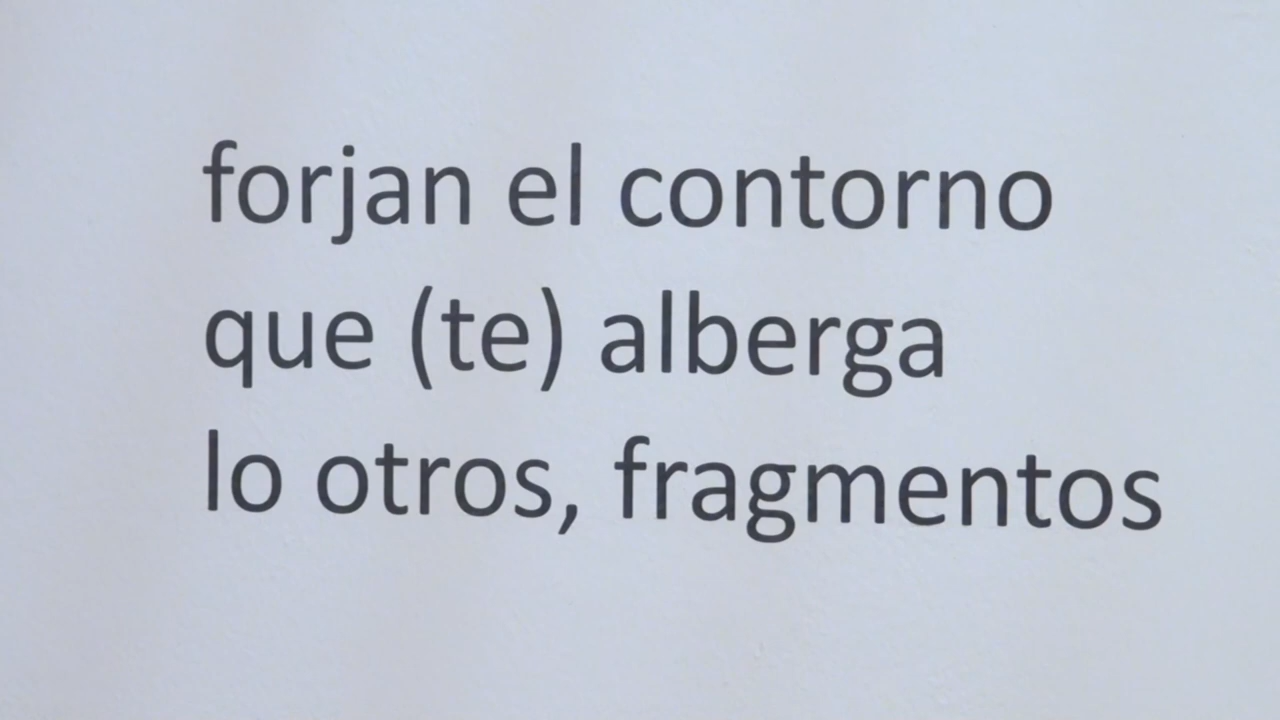 forjan el contorno
que (te) alberga
lo otros, fragmentos